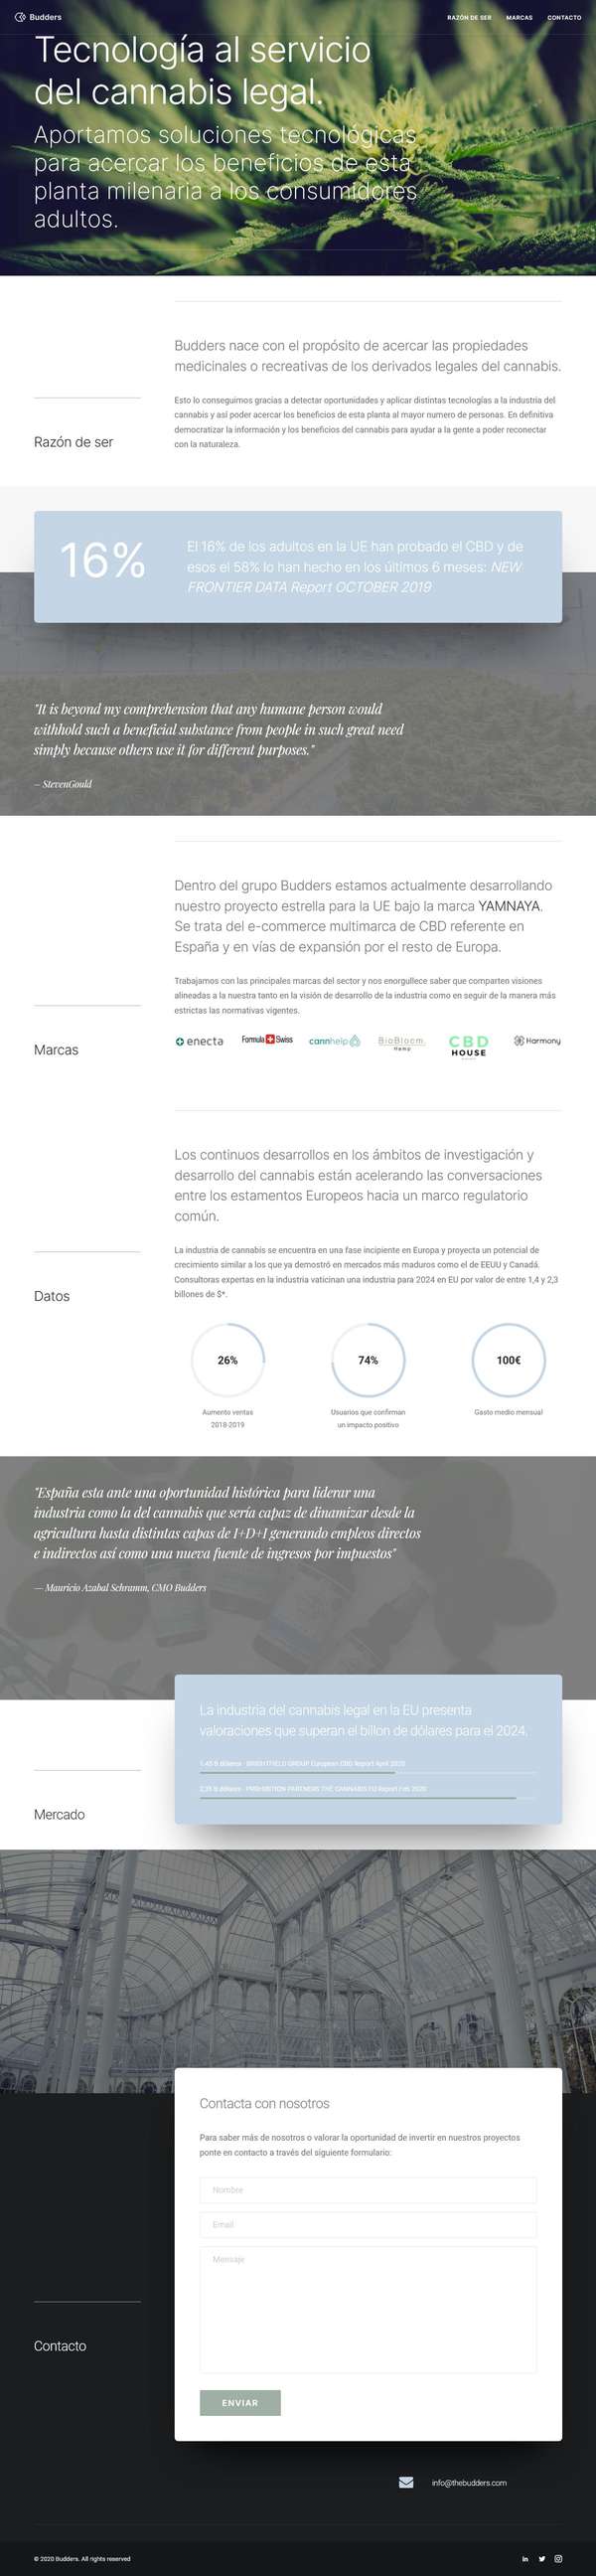 Budders
RAZÓN DE SER MARCAS CONTACTO
Tecnología al servicio
del cannabis legal.
Aportamos soluciones tecnológicas
para acercar los beneficios de esta
planta milenaria a los consumidores
adultos.
Budders nace con el propósito de acercar las propiedades
medicinales o recreativas de los derivados legales del cannabis.
Esto lo conseguimos gracias a detectar oportunidades y aplicar distintas tecnologías a la industria del
cannabis y así poder acercar los beneficios de esta planta al mayor numero de personas. En definitiva
democratizar la información y los beneficios del cannabis para ayudar a la gente a poder reconectar
con la naturaleza.
Razón de ser
16%
El 16% de los adultos en la UE han probado el CBD y de
esos el 58% lo han hecho en los últimos 6 meses: NEW
FRONTIER DATA Report OCTOBER 2019
"It is beyond my comprehension that any humane person would
withhold such a beneficial substance from people in such great need
simply because others use it for different purposes."
– StevenGould
Dentro del grupo Budders estamos actualmente desarrollando
nuestro proyecto estrella para la UE bajo la marca YAMNAYA.
Se trata del e-commerce multimarca de CBD referente en
España y en vías de expansión por el resto de Europa.
Trabajamos con las principales marcas del sector y nos enorgullece saber que comparten visiones
alineadas a la nuestra tanto en la visión de desarrollo de la industria como en seguir de la manera más
estrictas las normativas vigentes.
Marcas
enecta Formula Swiss cannhelp BioBloom Hemp CBD HOUSE Harmony
Los continuos desarrollos en los ámbitos de investigación y
desarrollo del cannabis están acelerando las conversaciones
entre los estamentos Europeos hacia un marco regulatorio
común.
La industria de cannabis se encuentra en una fase incipiente en Europa y proyecta un potencial de
crecimiento similar a los que ya demostró en mercados más maduros como el de EEUU y Canadá.
Consultoras expertas en la industria vaticinan una industria para 2024 en EU por valor de entre 1,4 y 2,3
billones de $*.
Datos
26% 74% 100€
Aumento ventas
2018-2019
Usuarios que confirman
un impacto positivo
Gasto medio mensual
"España esta ante una oportunidad histórica para liderar una
industria como la del cannabis que sería capaz de dinamizar desde la
agricultura hasta distintas capas de I+D+I generando empleos directos
e indirectos así como una nueva fuente de ingresos por impuestos"
— Mauricio Azabal Schramm, CMO Budders
La industria del cannabis legal en la EU presenta
valoraciones que superan el billon de dólares para el 2024.
1,40 B dólares - BRIGHTFIELD GROUP European CBD Report April 2020
Report Feb 2020
Mercado
Contacta con nosotros
Para saber más de nosotros o valorar la oportunidad de invertir en nuestros proyectos
ponte en contacto a través del siguiente formulario:
Nombre
Email
Mensaje
Contacto
ENVIAR
info@thebudders.com
© 2020 Budders. All rights reserved